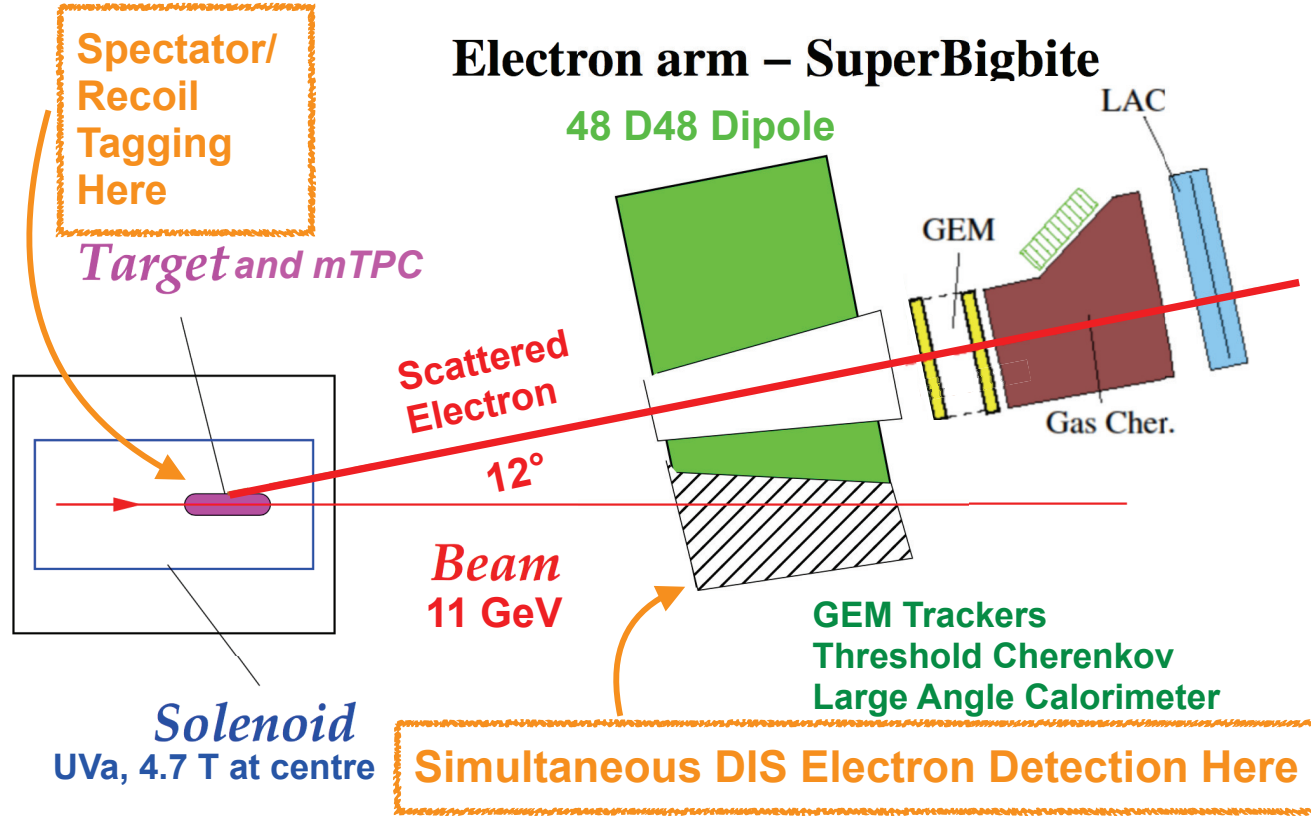 Spectator/
Recoil
Tagging
Here
Electron arm – SuperBigbite
48 D48 Dipole
LAC
GEM
Target and mTPC
Scattered
Electron
12°
Gas Cher.
Beam
11 GeV
GEM Trackers
Threshold Cherenkov
Large Angle Calorimeter
Solenoid
UVa, 4.7 T at centre
Simultaneous DIS Electron Detection Here